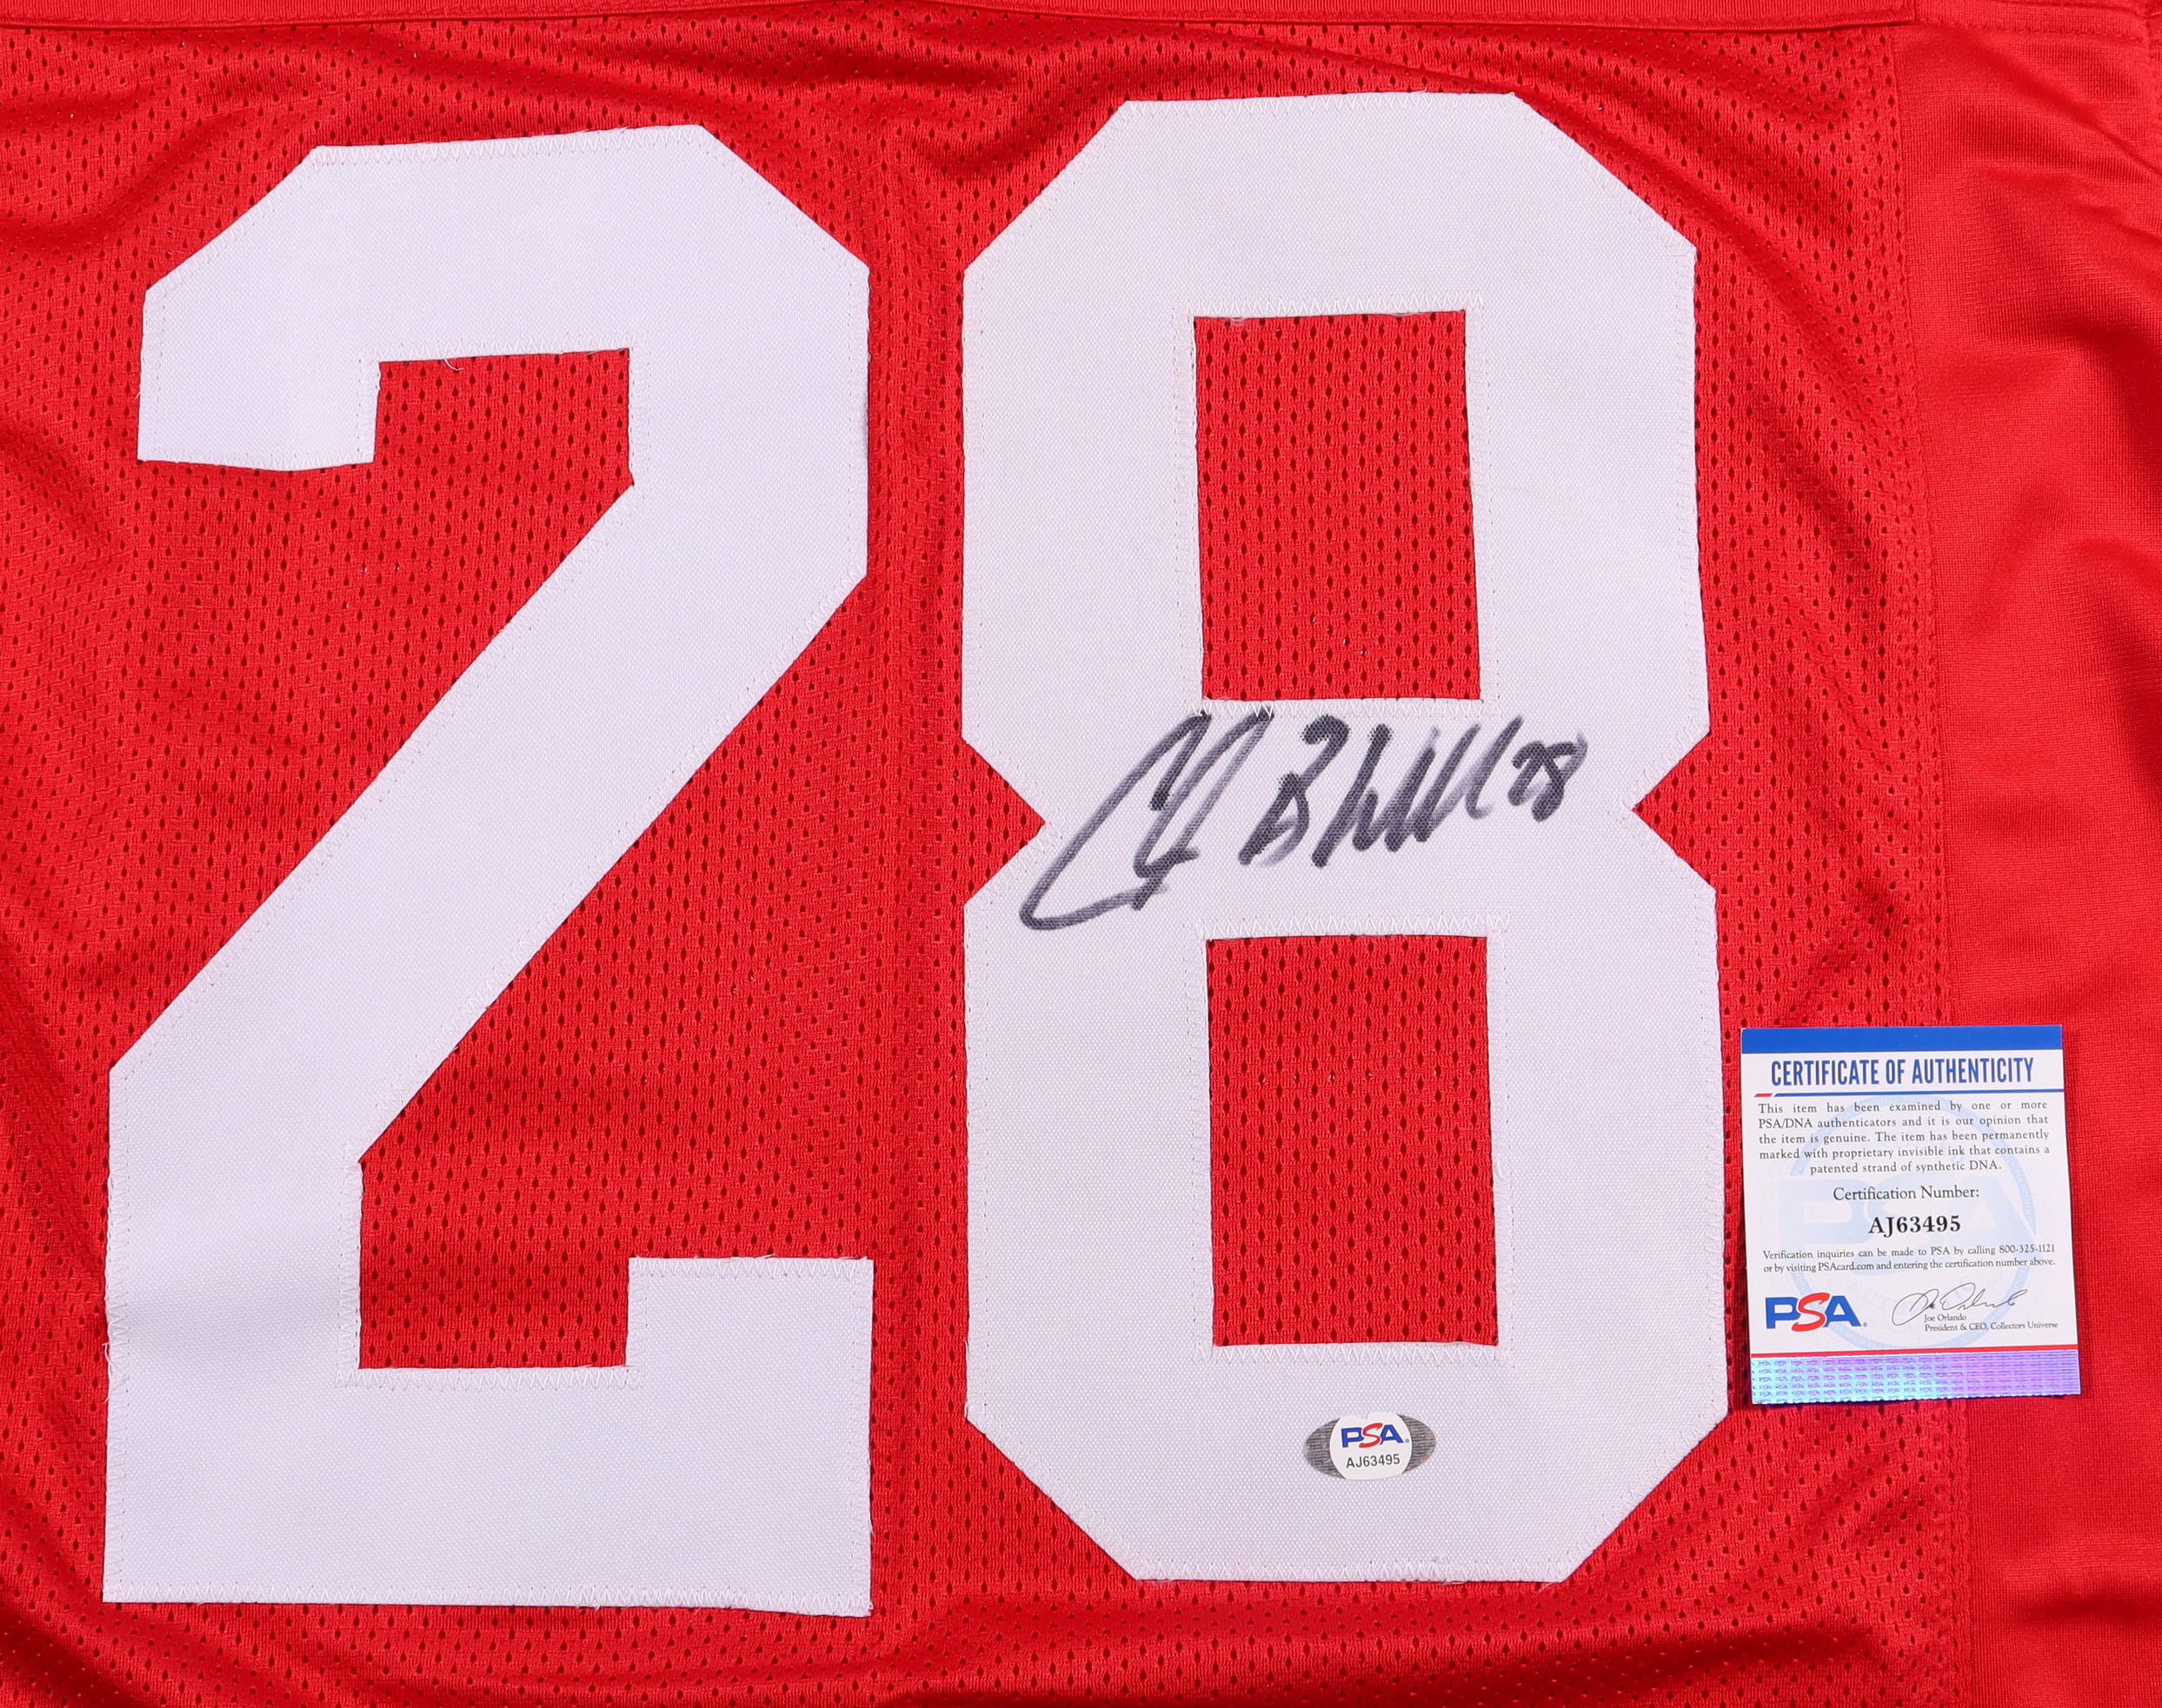 28
28
CERTIFICATE OF AUTHENTICITY
This item has been examined by one or more
PSA/DNA authenticators and it is our opinion that
the item is genuine. The item has been permanently
marked with proprietary invisible ink that contains a
patented strand of synthetic DNA.
Certification Number:
AJ63495
Verification inquiries can be made to PSA by calling 800-325-1121
or by visiting PSAcard.com and entering the certification number above.
PSA
Joe Orlando
President & CEO, Collectors Universe
PSA
AJ63495